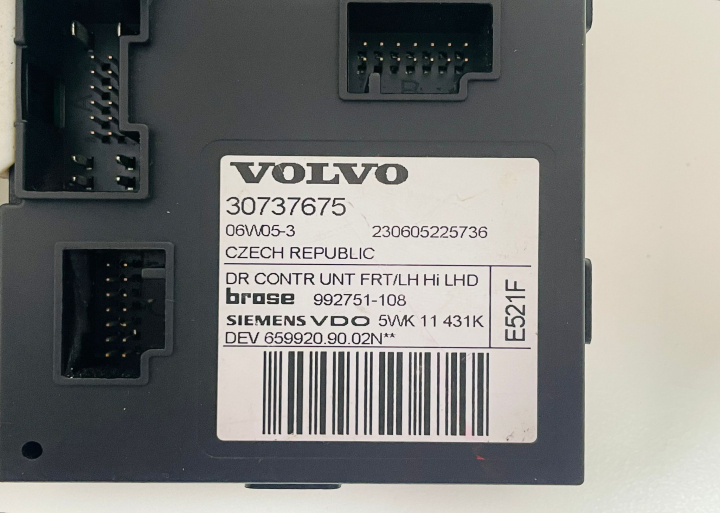 VOLVO
30737675
06W05-3 230605225736
CZECH REPUBLIC
DR CONTR UNT FRT/LH Hi LHD
brose 992751-108
SIEMENS VDO 5WK 11 431K
DEV 659920.90.02N**
E521F